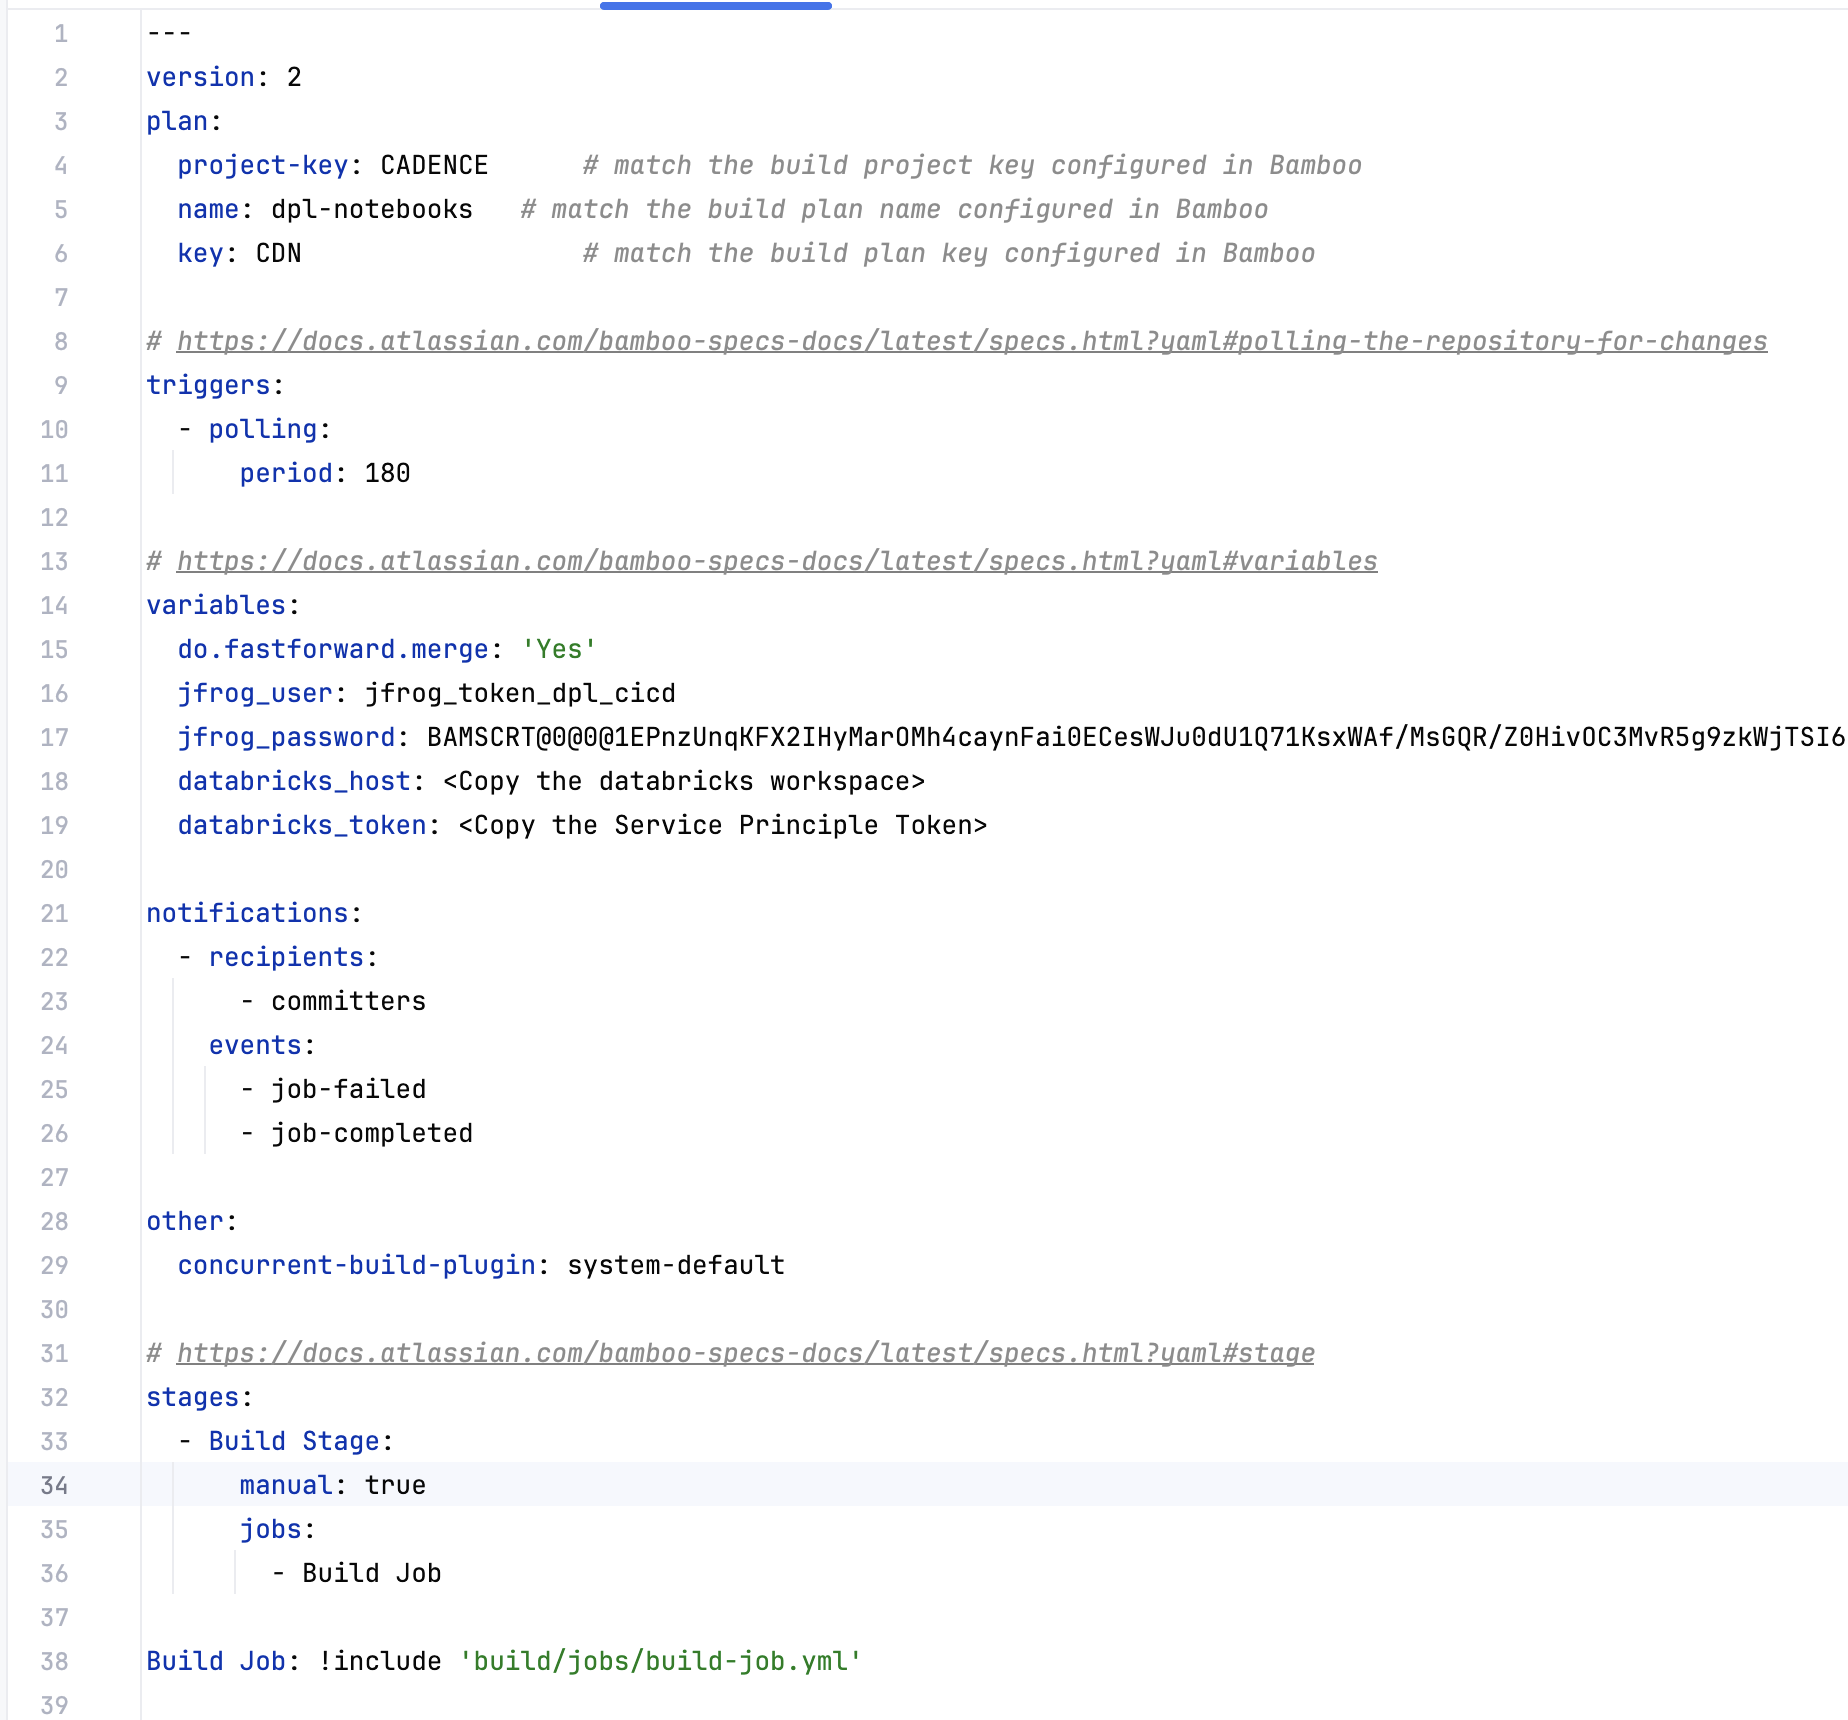 1 ---
2 version: 2
3 plan:
4 project-key: CADENCE # match the build project key configured in Bamboo
5 name: dpl-notebooks # match the build plan name configured in Bamboo
6 key: CDN # match the build plan key configured in Bamboo
7
8 # https://docs.atlassian.com/bamboo-specs-docs/latest/specs.html?yaml#polling-the-repository-for-changes
9 triggers:
10 - polling:
11 period: 180
12
13 # https://docs.atlassian.com/bamboo-specs-docs/latest/specs.html?yaml#variables
14 variables:
15 do.fastforward.merge: 'Yes'
16 jfrog_user: jfrog_token_dpl_cicd
17 jfrog_password: BAMSCRT@0@0@1EPnzUnqKFX2IHyMarOMh4caynFai0ECesWJu0dU1Q71KsxWAf/MsGQR/Z0HivOC3MvR5g9zkWjTSI6
18 databricks_host: <Copy the databricks workspace>
19 databricks_token: <Copy the Service Principle Token>
20
21 notifications:
22 - recipients:
23 - committers
24 events:
25 - job-failed
26 - job-completed
27
28 other:
29 concurrent-build-plugin: system-default
30
31 # https://docs.atlassian.com/bamboo-specs-docs/latest/specs.html?yaml#stage
32 stages:
33 - Build Stage:
34 manual: true
35 jobs:
36 - Build Job
37
38 Build Job: !include 'build/jobs/build-job.yml'
39